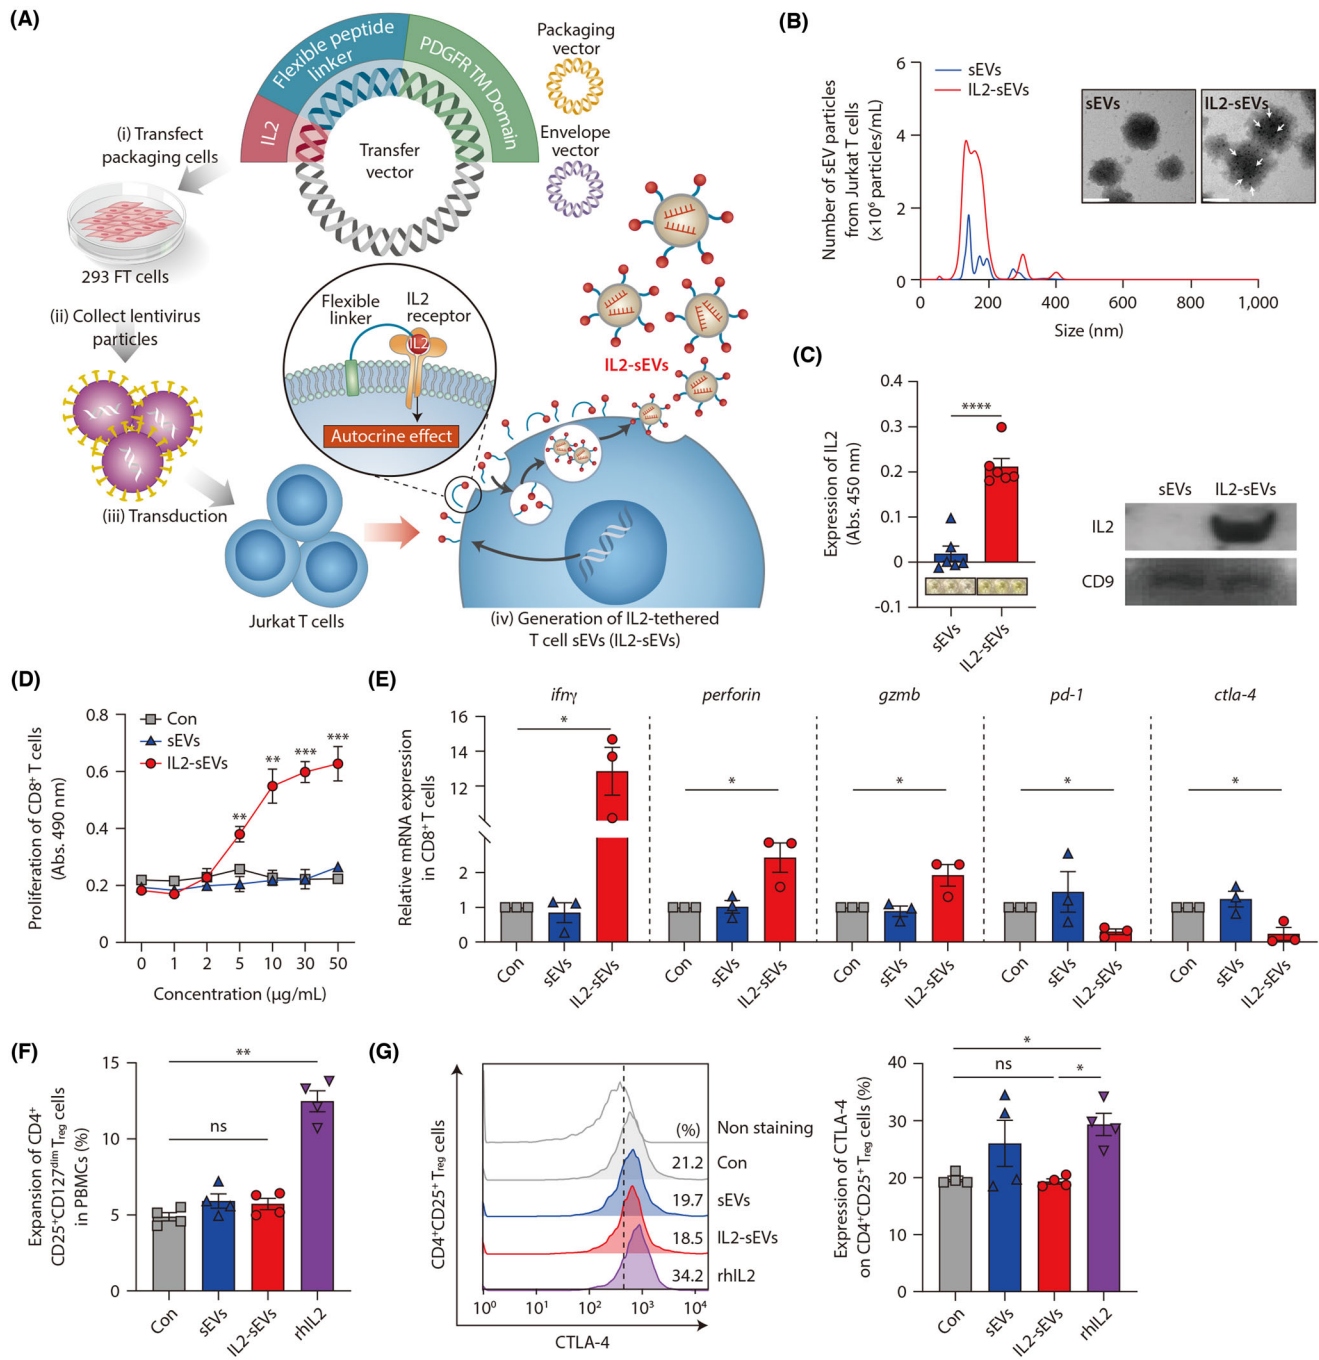 (A)
Flexible peptide
linker
PDGFR TM Domain
IL2
Transfer
vector
Packaging
vector
Envelope
vector
(i) Transfect
packaging cells
293 FT cells
(ii) Collect lentivirus
particles
(iii) Transduction
Jurkat T cells
Flexible
linker
IL2
receptor
IL2
Autocrine effect
IL2-sEVs
(iv) Generation of IL2-tethered
T cell sEVs (IL2-sEVs)
(B)
Number of sEV particles
from Jurkat T cells
(×10⁶ particles/mL)
6
4
2
0
sEVs
IL2-sEVs
sEVs
IL2-sEVs
0
200
400
600
800
1,000
Size (nm)
(C)
Expression of IL2
(Abs. 450 nm)
0.4
0.3
0.2
0.1
0
-0.1
****
sEVs
IL2-sEVs
sEVs
IL2-sEVs
IL2
CD9
(D)
Proliferation of CD8⁺ T cells
(Abs. 490 nm)
0.8
0.6
0.4
0.2
0
Con
sEVs
IL2-sEVs
**
**
***
***
0
1
2
5
10
30
50
Concentration (μg/mL)
(E)
Relative mRNA expression
in CD8⁺T cells
16
14
12
2
1
0
ifnγ
perforin
gzmb
pd-1
ctla-4
*
*
*
*
*
Con
sEVs
IL2-sEVs
Con
sEVs
IL2-sEVs
Con
sEVs
IL2-sEVs
Con
sEVs
IL2-sEVs
Con
sEVs
IL2-sEVs
(F)
Expansion of CD4⁺
CD25⁺CD127ᵈⁱᵐ Treg cells
in PBMCs (%)
15
10
5
0
**
ns
Con
sEVs
IL2-sEVs
rhIL2
(G)
CD4⁺CD25⁺ Treg cells
(%)
Non staining
21.2
Con
19.7
sEVs
18.5
IL2-sEVs
34.2
rhIL2
10⁰
10¹
10²
10³
10⁴
CTLA-4
Expression of CTLA-4
on CD4⁺CD25⁺ Treg cells (%)
40
30
20
10
0
*
ns
*
Con
sEVs
IL2-sEVs
rhIL2